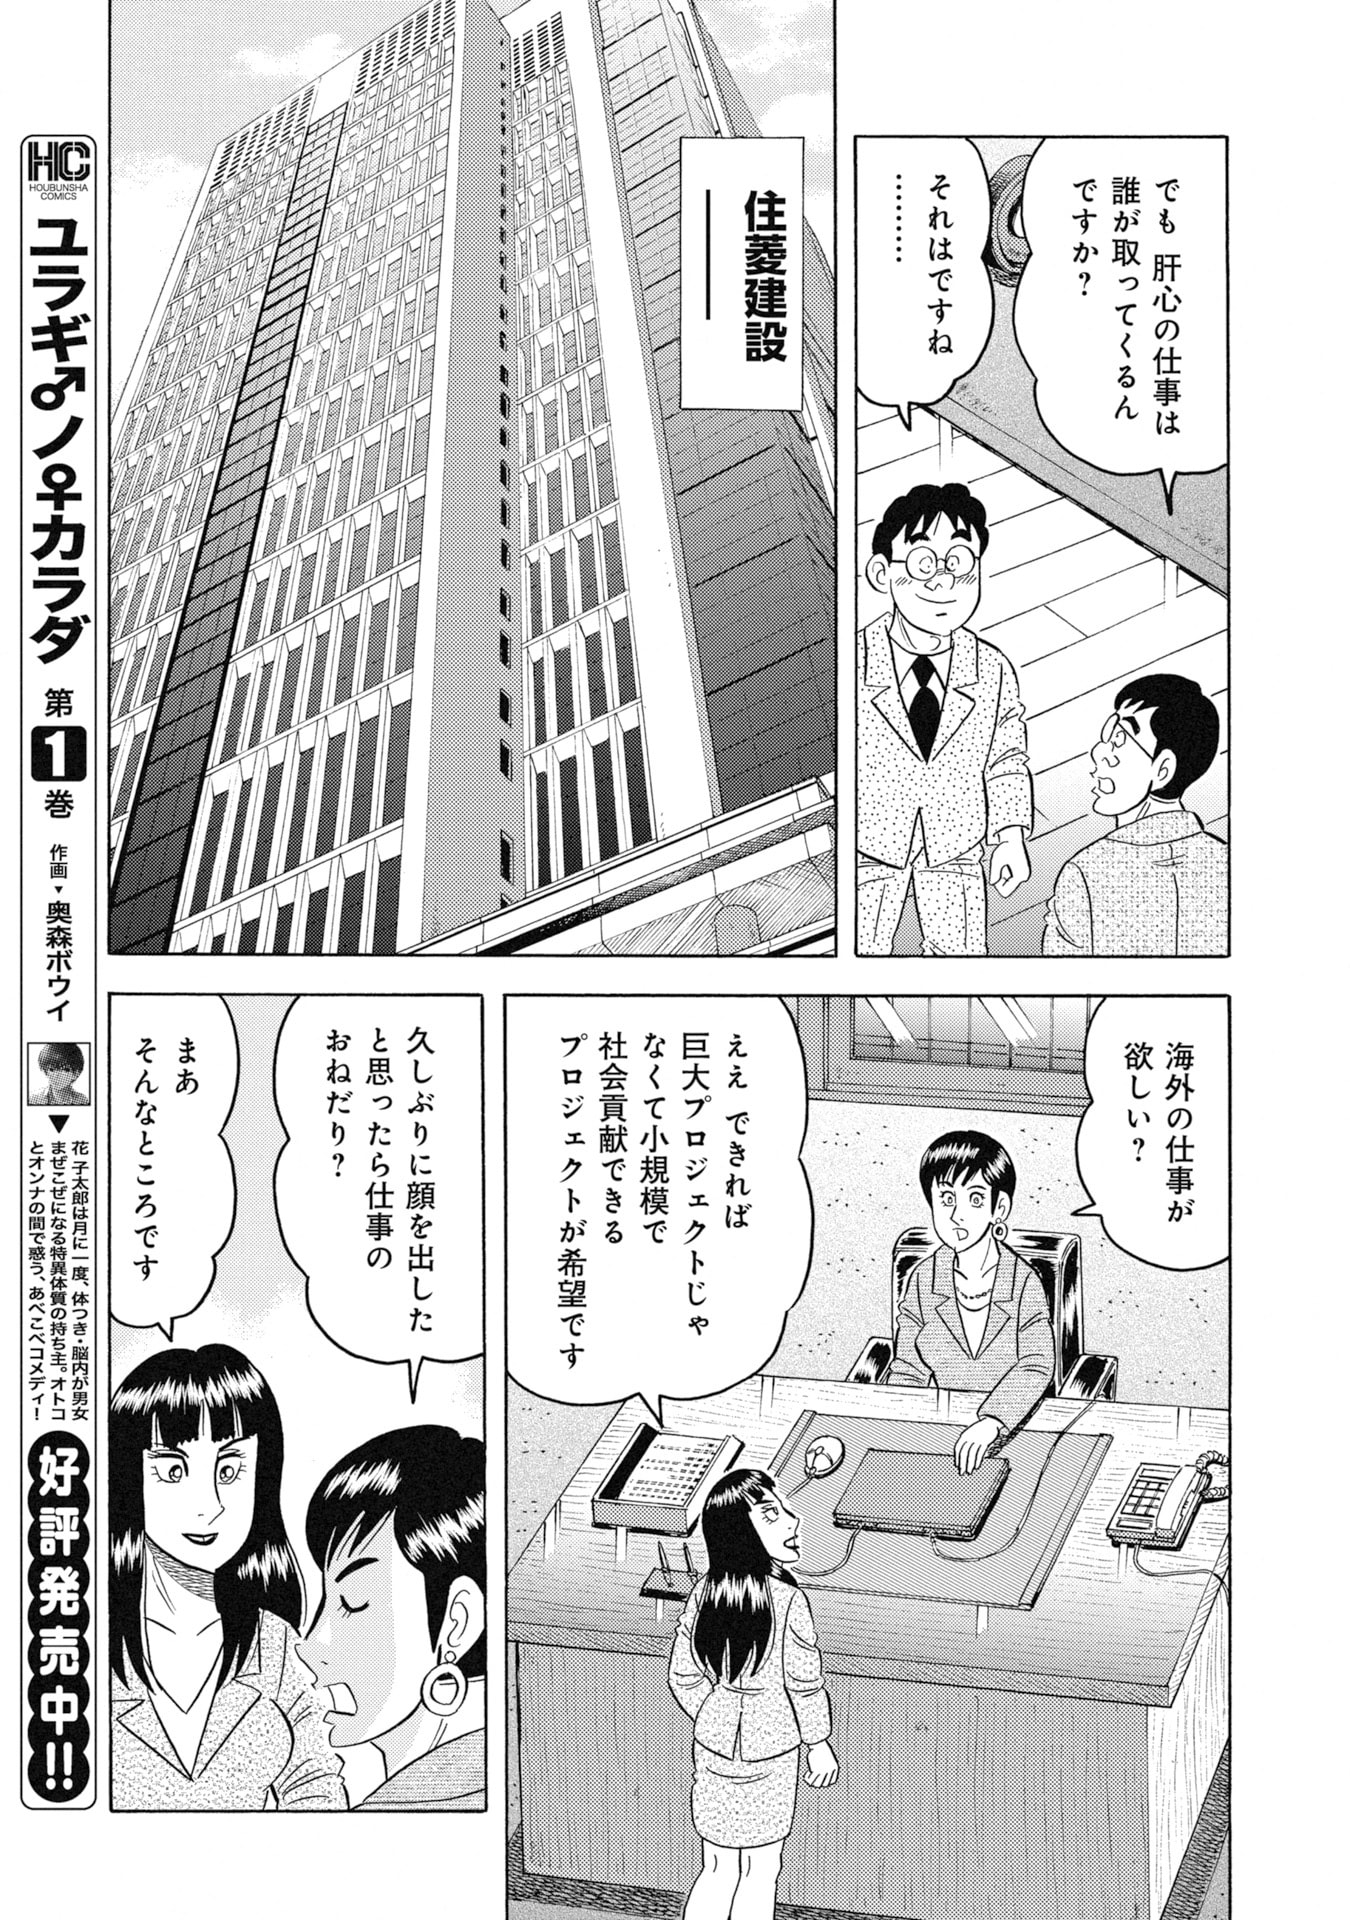 でも 肝心の仕事は
誰が取ってくるん
ですか？
それはですね
………
住菱建設
――
海外の仕事が
欲しい？
ええ できれば
巨大プロジェクトじゃ
なくて小規模で
社会貢献できる
プロジェクトが希望です
久しぶりに顔を出した
と思ったら仕事の
おねだり？
まあ
そんなところです
HC
HOUBUNSHA
COMICS
ユラギ♂ノ♀カラダ 第1巻 作画▼奥森ボウイ
▼花 子太郎は月に一度、体つき・脳内が男女
まぜこぜになる特異体質の持ち主。オトコ
とオンナの間で惑う、あべこべコメディ！
好評発売中!!